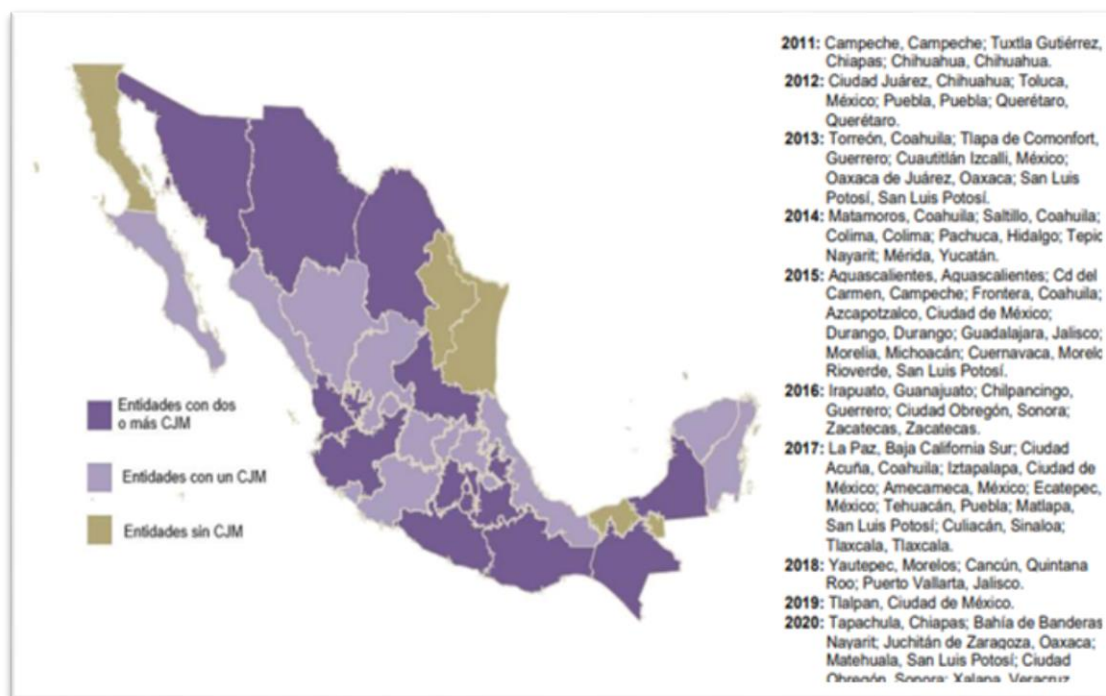 Entidades con dos
o más CJM
Entidades con un CJM
Entidades sin CJM
2011: Campeche, Campeche; Tuxtla Gutiérrez,
Chiapas; Chihuahua, Chihuahua.
2012: Ciudad Juárez, Chihuahua; Toluca,
México; Puebla, Puebla; Querétaro,
Querétaro.
2013: Torreón, Coahuila; Tlapa de Comonfort,
Guerrero; Cuautitlán Izcalli, México;
Oaxaca de Juárez, Oaxaca; San Luis
Potosí, San Luis Potosí.
2014: Matamoros, Coahuila; Saltillo, Coahuila;
Colima, Colima; Pachuca, Hidalgo; Tepic
Nayarit; Mérida, Yucatán.
2015: Aguascalientes, Aguascalientes; Cd del
Carmen, Campeche; Frontera, Coahuila;
Azcapotzalco, Ciudad de México;
Durango, Durango; Guadalajara, Jalisco;
Morelia, Michoacán; Cuernavaca, Morelo
Rioverde, San Luis Potosí.
2016: Irapuato, Guanajuato; Chilpancingo,
Guerrero; Ciudad Obregón, Sonora;
Zacatecas, Zacatecas.
2017: La Paz, Baja California Sur; Ciudad
Acuña, Coahuila; Iztapalapa, Ciudad de
México; Amecameca, México; Ecatepec,
México; Tehuacán, Puebla; Matlapa,
San Luis Potosí; Culiacán, Sinaloa;
Tlaxcala, Tlaxcala.
2018: Yautepec, Morelos; Cancún, Quintana
Roo; Puerto Vallarta, Jalisco.
2019: Tlalpan, Ciudad de México.
2020: Tapachula, Chiapas; Bahía de Banderas
Nayarit; Juchitán de Zaragoza, Oaxaca;
Matehuala, San Luis Potosí; Ciudad
Obregón, Sonora; Xalapa, Veracruz